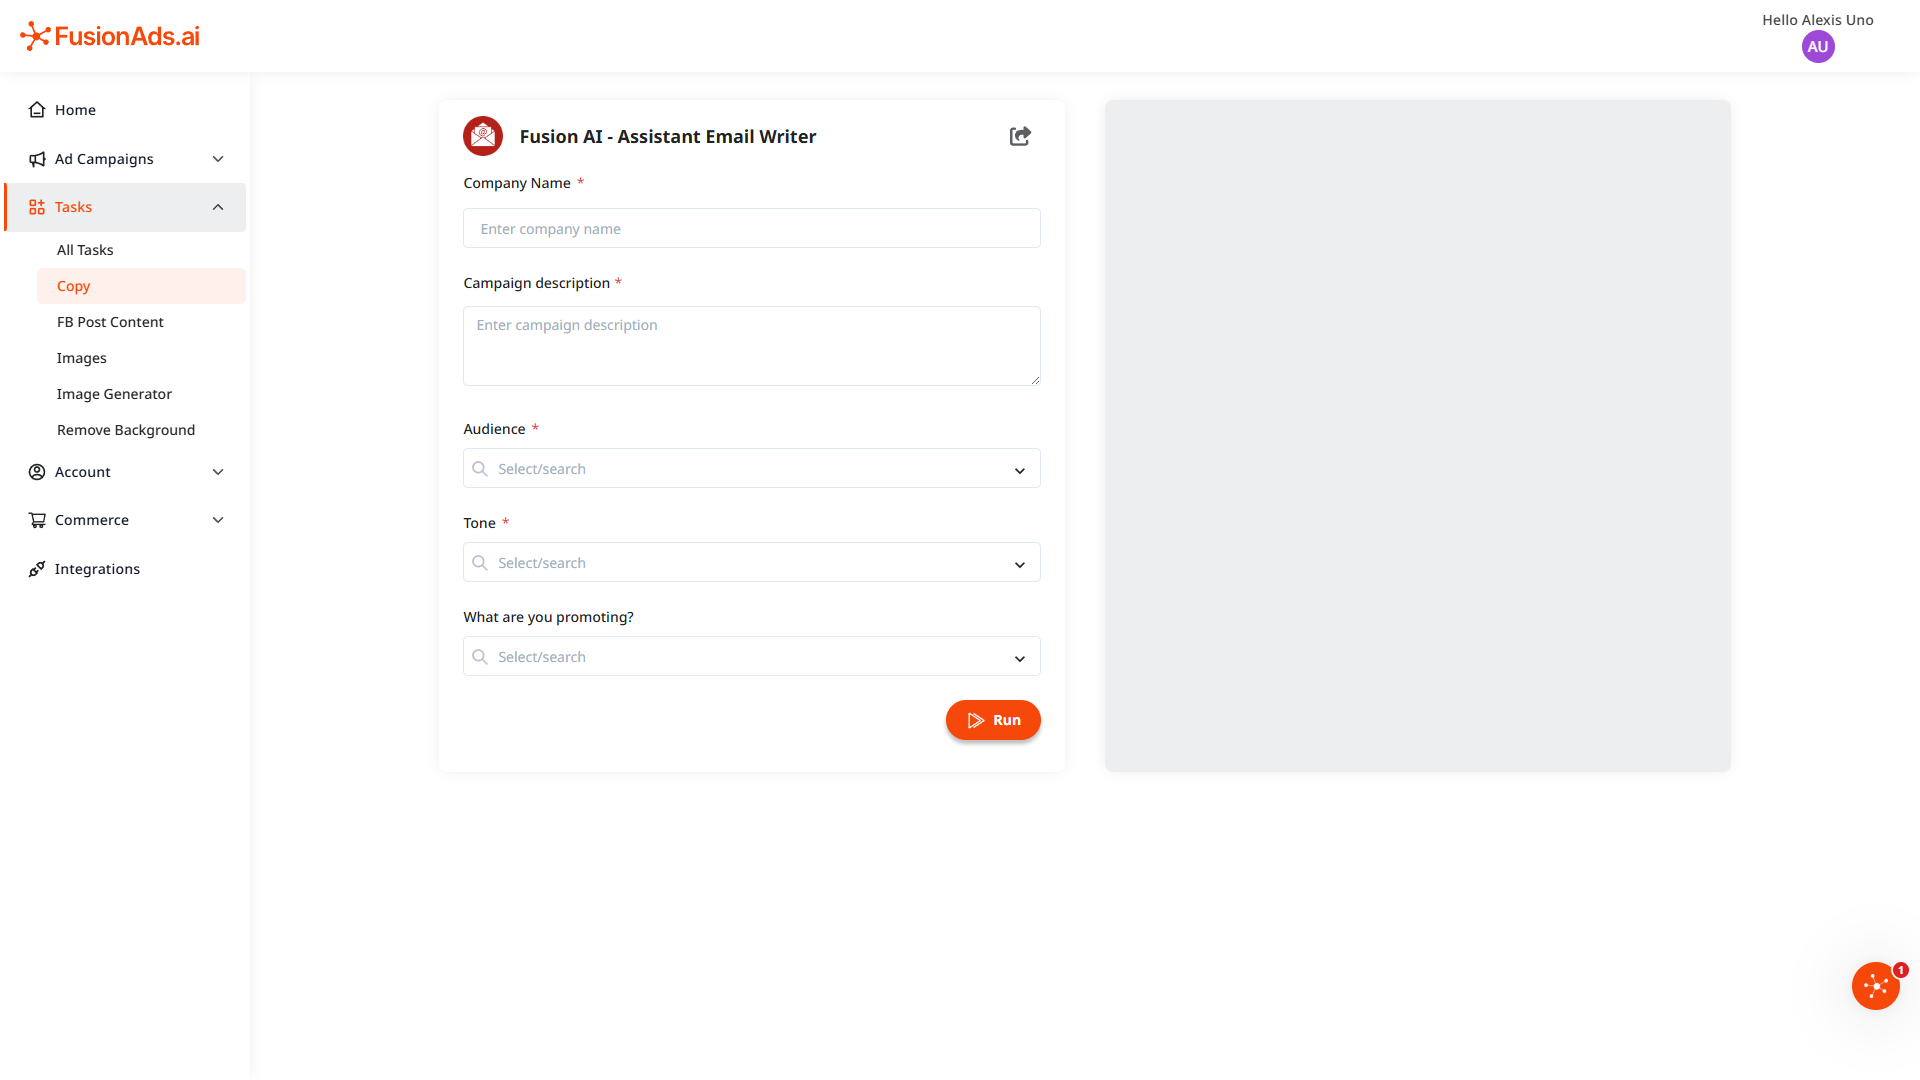 FusionAds.ai
Hello Alexis Uno
AU
Home
Ad Campaigns
Tasks
All Tasks
Copy
FB Post Content
Images
Image Generator
Remove Background
Account
Commerce
Integrations
Fusion AI - Assistant Email Writer
Company Name *
Enter company name
Campaign description *
Enter campaign description
Audience *
Select/search
Tone *
Select/search
What are you promoting?
Select/search
Run
1